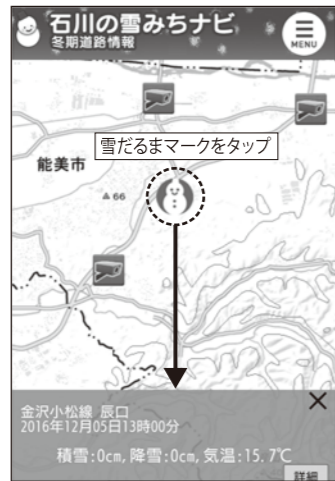 石川の雪みちナビ
冬期道路情報
MENU
雪だるまマークをタップ
能美市
66
金沢小松線 辰口
2016年12月05日13時00分
積雪:0cm, 降雪:0cm, 気温:15.7℃
詳細